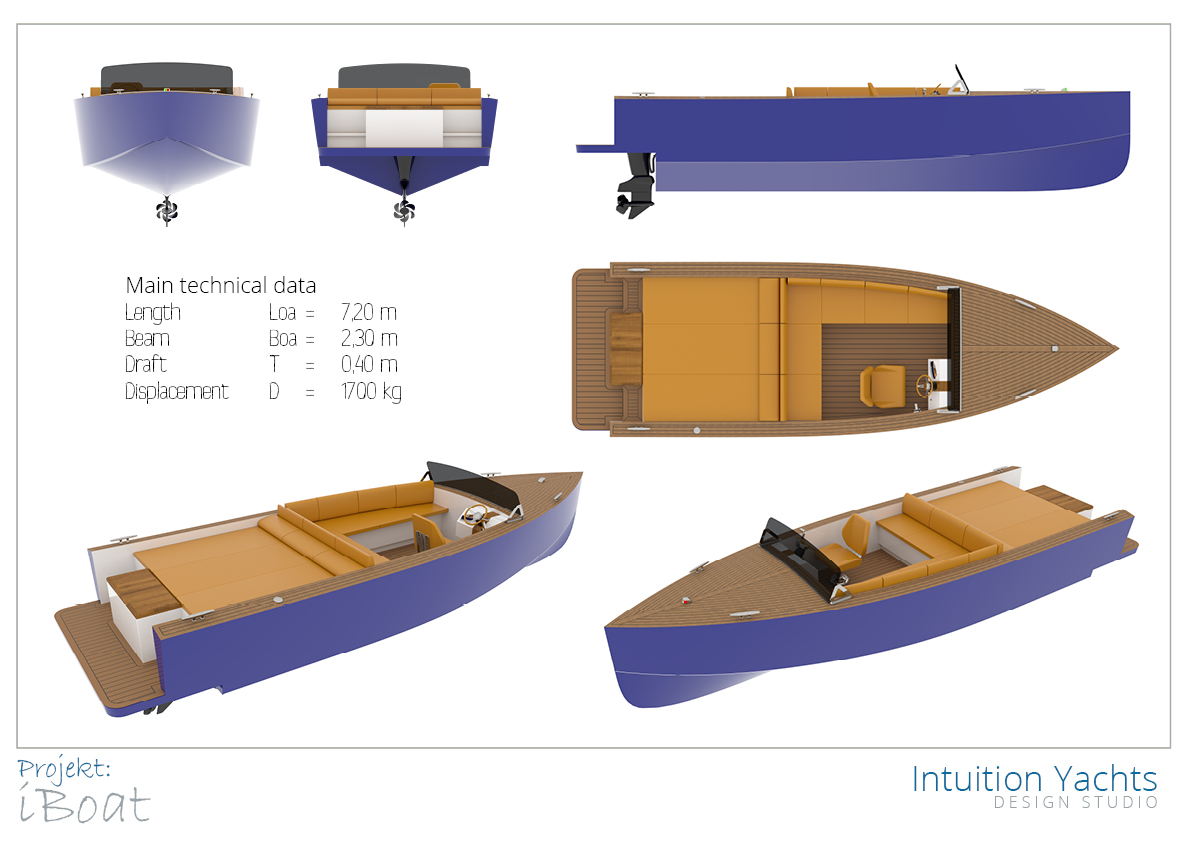 Main technical data
Length Loa = 7,20 m
Beam Boa = 2,30 m
Draft T = 0,40 m
Displacement D = 1700 kg
Projekt:
iBoat
Intuition Yachts
DESIGN STUDIO